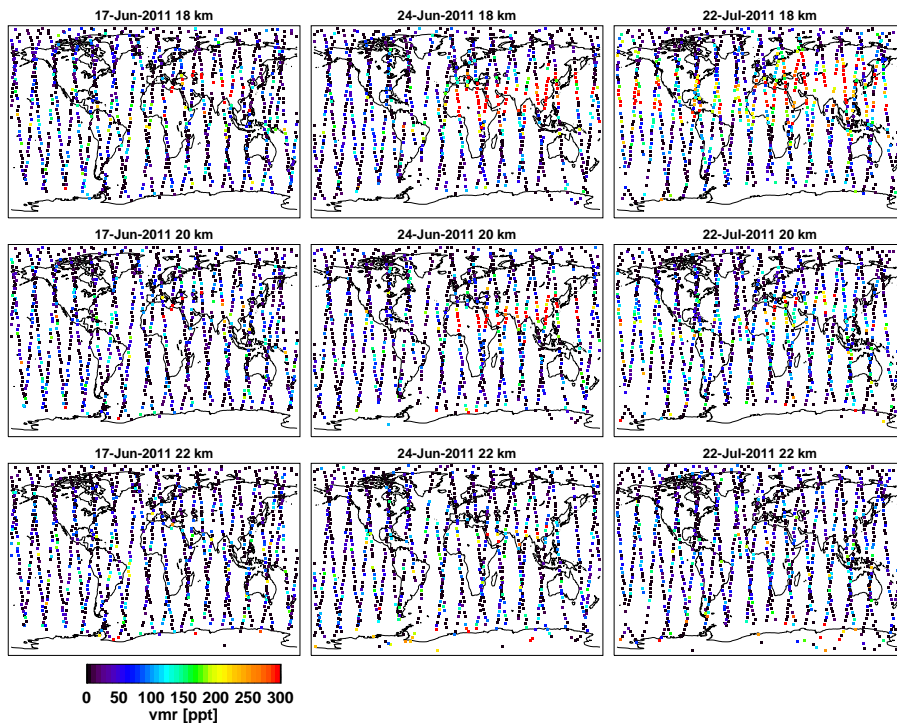 17-Jun-2011 18 km
24-Jun-2011 18 km
22-Jul-2011 18 km
17-Jun-2011 20 km
24-Jun-2011 20 km
22-Jul-2011 20 km
17-Jun-2011 22 km
24-Jun-2011 22 km
22-Jul-2011 22 km
0 50 100 150 200 250 300
vmr [ppt]